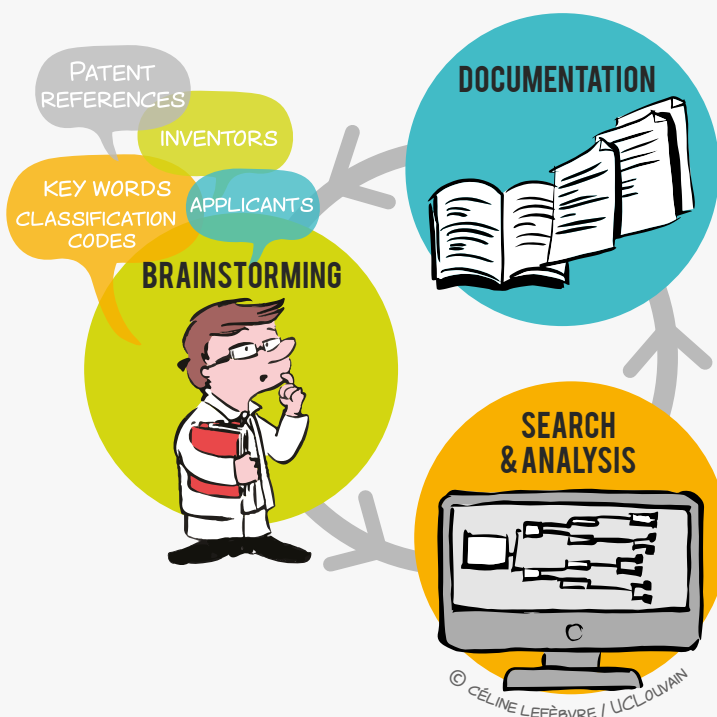 PATENT
REFERENCES
INVENTORS
KEY WORDS
CLASSIFICATION
CODES
APPLICANTS
BRAINSTORMING
DOCUMENTATION
SEARCH
& ANALYSIS
© CÉLINE LEFÈBVRE / UCLOUVAIN